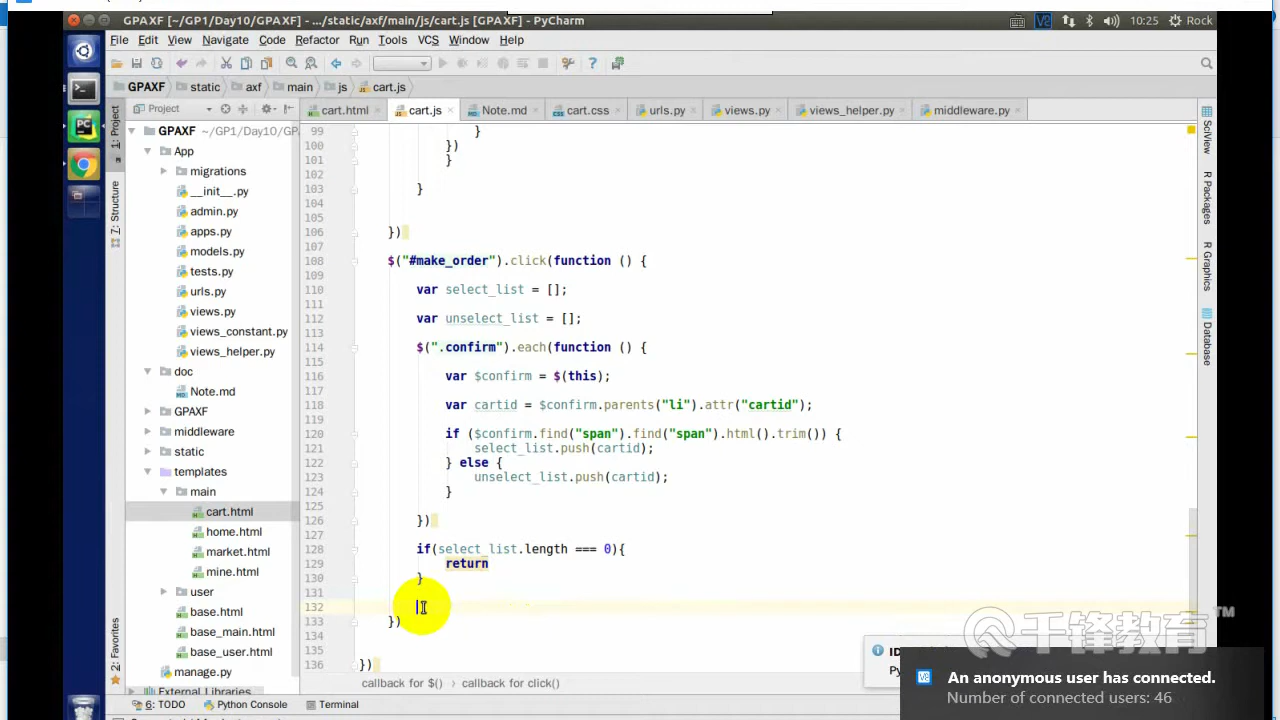 GPAXF [~/GP1/Day10/GPAXF] - .../static/axf/main/js/cart.js [GPAXF] - PyCharm
10:25 Rock
File Edit View Navigate Code Refactor Run Tools VCS Window Help
GPAXF static axf main js cart.js
Project
cart.html cart.js Note.md cart.css urls.py views.py views_helper.py middleware.py
GPAXF ~/GP1/Day10/GPA
App
migrations
__init__.py
admin.py
apps.py
models.py
tests.py
urls.py
views.py
views_constant.py
views_helper.py
doc
Note.md
GPAXF
middleware
static
templates
main
cart.html
home.html
market.html
mine.html
user
base.html
base_main.html
base_user.html
manage.py
External Libraries
1: Project
7: Structure
2: Favorites
99 }
100 })
101 }
102
103 }
104
105
106 })
107
108 $("#make_order").click(function () {
109
110 var select_list = [];
111
112 var unselect_list = [];
113
114 $(".confirm").each(function () {
115
116 var $confirm = $(this);
117
118 var cartid = $confirm.parents("li").attr("cartid");
119
120 if ($confirm.find("span").find("span").html().trim()) {
121 select_list.push(cartid);
122 } else {
123 unselect_list.push(cartid);
124 }
125
126 })
127
128 if(select_list.length === 0){
129 return
130 }
131
132
133 })
134
135
136 })
callback for $() callback for click()
SciView
R Packages
R Graphics
Database
6: TODO Python Console Terminal
千锋教育 TM
ID
Py
An anonymous user has connected.
Number of connected users: 46